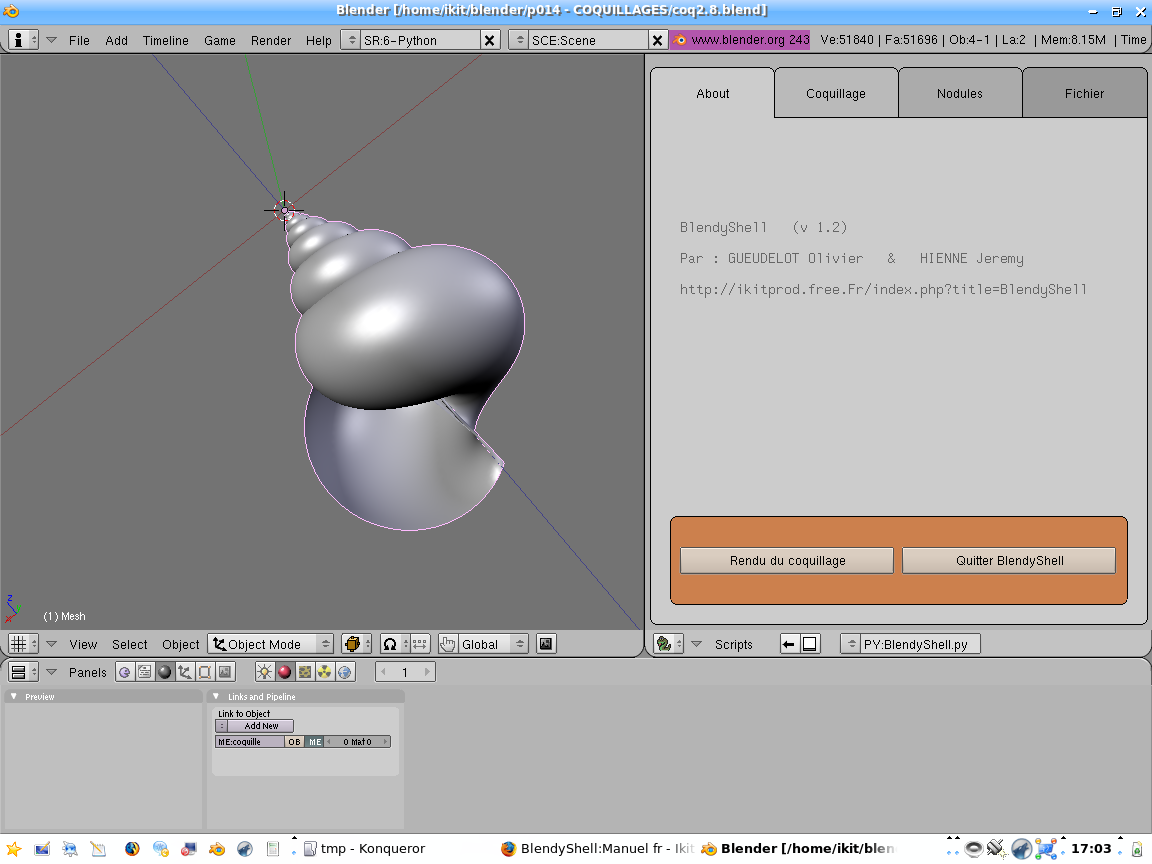 Blender [/home/ikit/blender/p014 - COQUILLAGES/coq2.8.blend]
File Add Timeline Game Render Help SR:6-Python SCE:Scene www.blender.org 243 Ve:51840 | Fa:51696 | Ob:4-1 | La:2 | Mem:8.15M | Time
About Coquillage Nodules Fichier
BlendyShell (v 1.2)
Par : GUEUDELOT Olivier & HIENNE Jeremy
http://ikitprod.free.Fr/index.php?title=BlendyShell
Rendu du coquillage Quitter BlendyShell
z
(1) Mesh
View Select Object Object Mode Global
Scripts PY:BlendyShell.py
Panels 1
Preview
Links and Pipeline
Link to Object
Add New
ME:coquille OB ME 0 Mat 0
tmp - Konqueror BlendyShell:Manuel fr - Ikit Blender [/home/ikit/blen 17:03